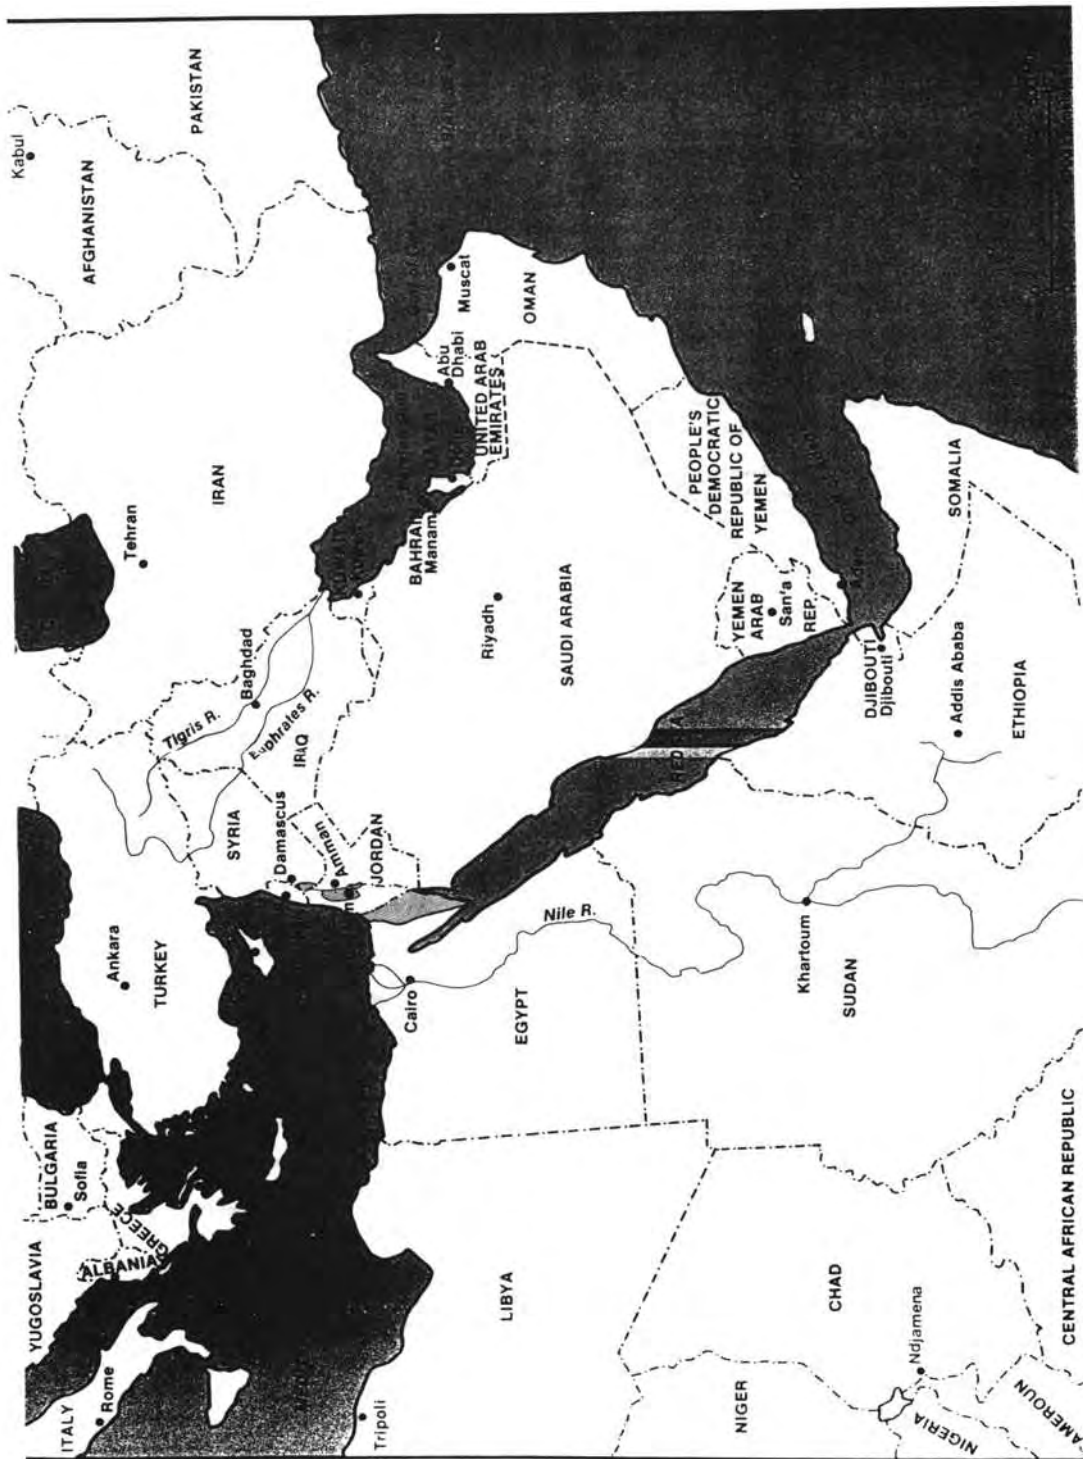 YUGOSLAVIA
ITALY
Rome
BULGARIA
Sofia
ALBANIA
GREECE
Ankara
TURKEY
Tehran
IRAN
Kabul
AFGHANISTAN
PAKISTAN
Tigris R.
Baghdad
Euphrates R.
IRAQ
SYRIA
Damascus
Amman
JORDAN
KUWAIT
Tripoli
Cairo
Nile R.
EGYPT
LIBYA
Riyadh
SAUDI ARABIA
Abu
Dhabi
UNITED ARAB
EMIRATES
Muscat
OMAN
RED
PEOPLE'S
DEMOCRATIC
REPUBLIC OF
YEMEN
YEMEN
ARAB
San'a
REP.
NIGER
CHAD
Ndjamena
NIGERIA
Khartoum
SUDAN
DJIBOUTI
Djibouti
Addis Ababa
ETHIOPIA
SOMALIA
CENTRAL AFRICAN REPUBLIC